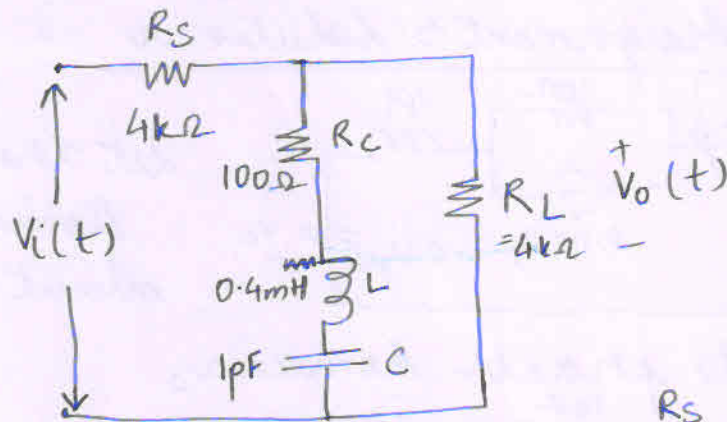 Rs
4kΩ
Rc
100Ω
Vi(t)
0.4mH
L
1pF
C
RL
=4kΩ
+
Vo(t)
-
Rs